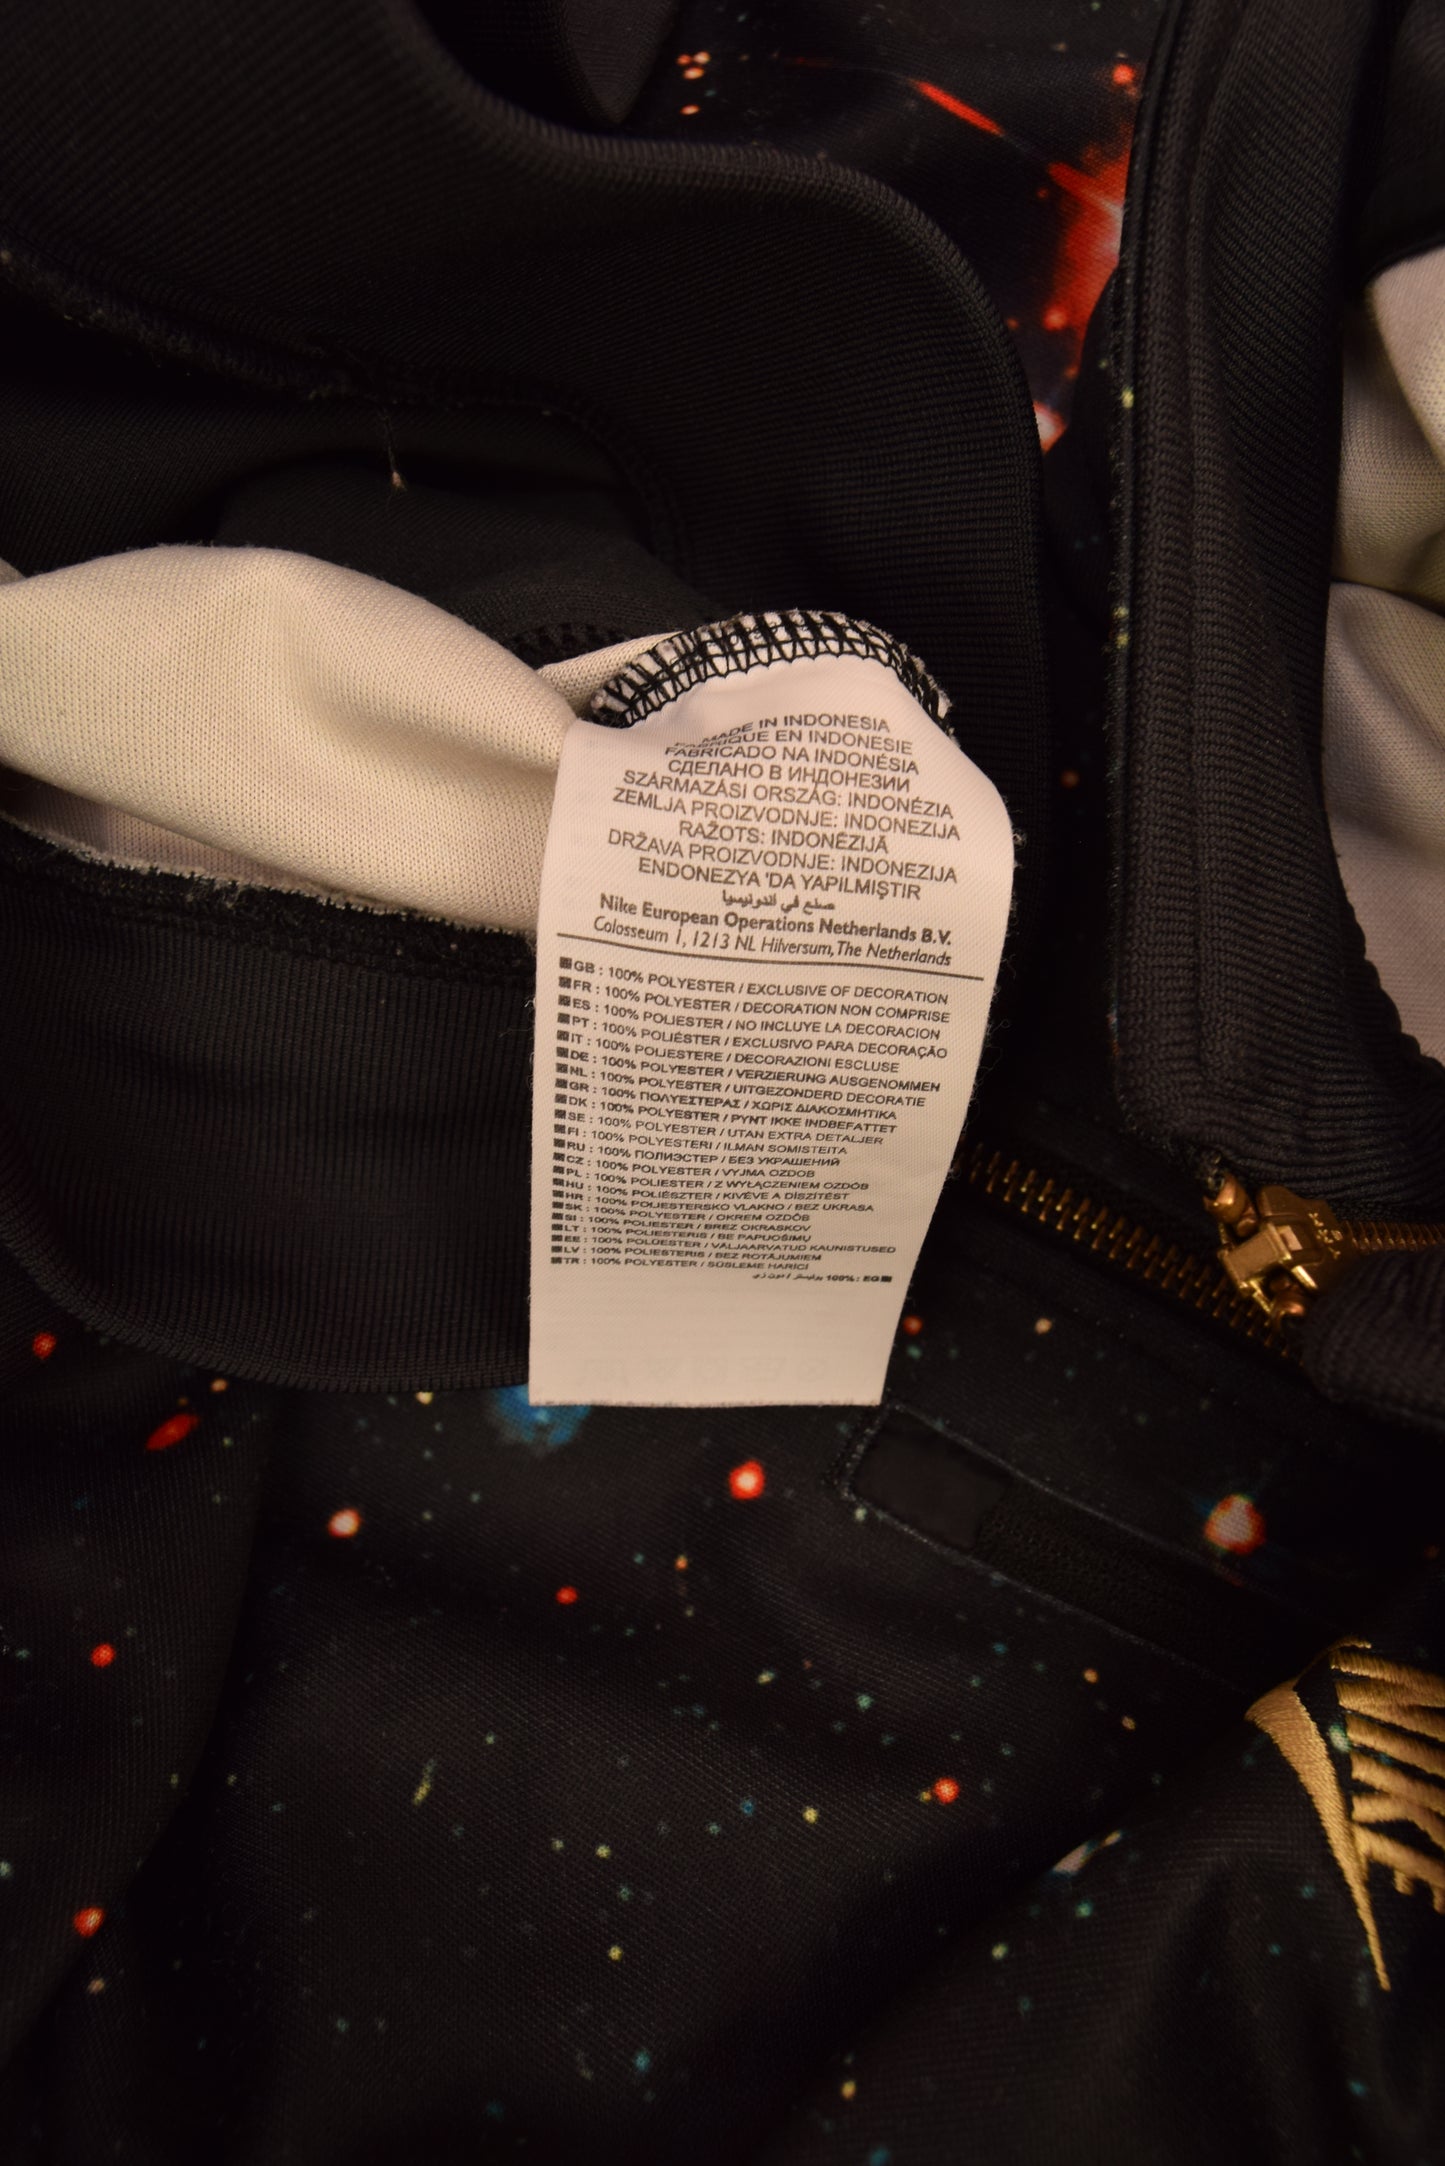 MADE IN INDONESIA
FABRIQUE EN INDONESIE
FABRICADO NA INDONÉSIA
СДЕЛАНО В ИНДОНЕЗИИ
SZÁRMAZÁSI ORSZÁG: INDONÉZIA
ZEMLJA PROIZVODNJE: INDONEZIJA
RAŽOTS: INDONĒZIJĀ
DRŽAVA PROIZVODNJE: INDONEZIJA
ENDONEZYA 'DA YAPILMIŞTIR
صنع في اندونيسيا
Nike European Operations Netherlands B.V.
Colosseum 1, 1213 NL Hilversum, The Netherlands
GB : 100% POLYESTER / EXCLUSIVE OF DECORATION
FR : 100% POLYESTER / DECORATION NON COMPRISE
ES : 100% POLIESTER / NO INCLUYE LA DECORACION
PT : 100% POLIÉSTER / EXCLUSIVO PARA DECORAÇÃO
IT : 100% POLIESTERE / DECORAZIONI ESCLUSE
DE : 100% POLYESTER / VERZIERUNG AUSGENOMMEN
NL : 100% POLYESTER / UITGEZONDERD DECORATIE
GR : 100% ΠΟΛΥΕΣΤΕΡΑΣ / ΧΩΡΙΣ ΔΙΑΚΟΣΜΗΤΙΚΑ
DK : 100% POLYESTER / PYNT IKKE INDBEFATTET
SE : 100% POLYESTER / UTAN EXTRA DETALJER
FI : 100% POLYESTERI / ILMAN SOMISTEITA
RU : 100% ПОЛИЭСТЕР / БЕЗ УКРАШЕНИЙ
CZ : 100% POLYESTER / VYJMA OZDOB
PL : 100% POLIESTER / Z WYŁĄCZENIEM OZDÓB
HU : 100% POLIÉSZTER / KIVÉVE A DÍSZÍTÉST
HR : 100% POLIESTERSKO VLAKNO / BEZ UKRASA
SK : 100% POLYESTER / OKREM OZDÔB
SI : 100% POLIESTER / BREZ OKRASKOV
LT : 100% POLIESTERIS / BE PAPUOŠIMŲ
EE : 100% POLÜESTER / VÄLJAARVATUD KAUNISTUSED
LV : 100% POLIESTERIS / BEZ ROTĀJUMIEM
TR : 100% POLYESTER / SÜSLEME HARİCİ
EG : 100% بوليستر / دون زي